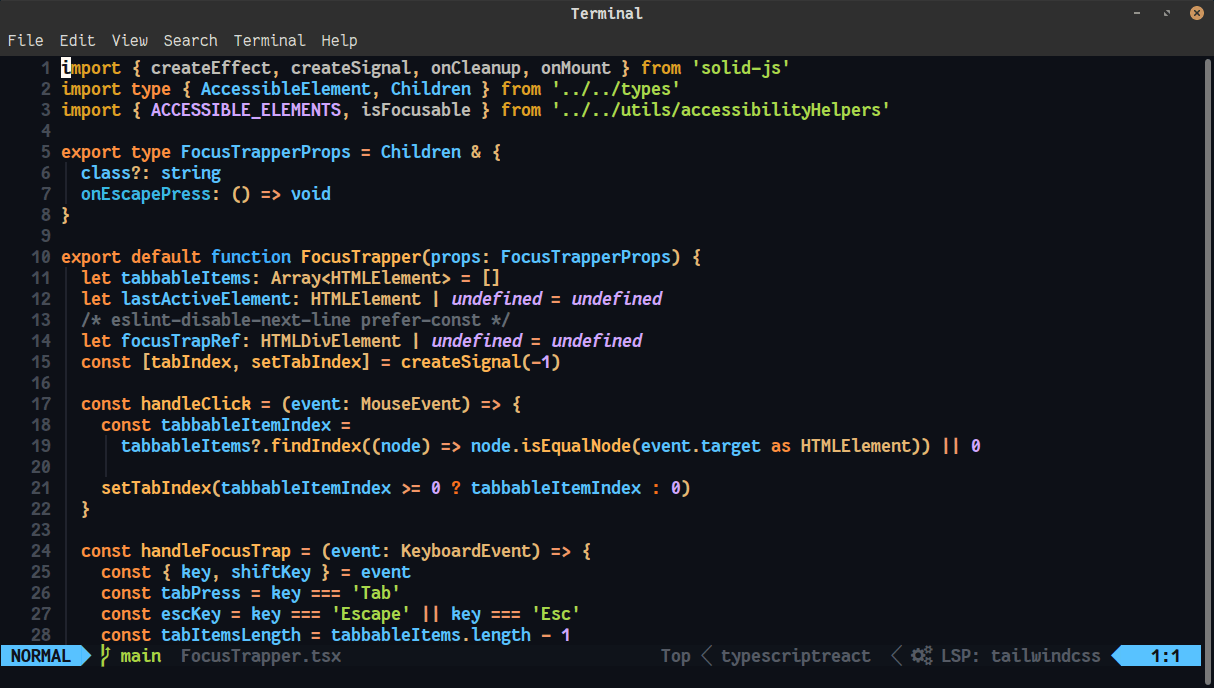 Terminal
File Edit View Search Terminal Help
1 import { createEffect, createSignal, onCleanup, onMount } from 'solid-js'
2 import type { AccessibleElement, Children } from '../../types'
3 import { ACCESSIBLE_ELEMENTS, isFocusable } from '../../utils/accessibilityHelpers'
4
5 export type FocusTrapperProps = Children & {
6   class?: string
7   onEscapePress: () => void
8 }
9
10 export default function FocusTrapper(props: FocusTrapperProps) {
11   let tabbableItems: Array<HTMLElement> = []
12   let lastActiveElement: HTMLElement | undefined = undefined
13   /* eslint-disable-next-line prefer-const */
14   let focusTrapRef: HTMLDivElement | undefined = undefined
15   const [tabIndex, setTabIndex] = createSignal(-1)
16
17   const handleClick = (event: MouseEvent) => {
18     const tabbableItemIndex =
19       tabbableItems?.findIndex((node) => node.isEqualNode(event.target as HTMLElement)) || 0
20
21     setTabIndex(tabbableItemIndex >= 0 ? tabbableItemIndex : 0)
22   }
23
24   const handleFocusTrap = (event: KeyboardEvent) => {
25     const { key, shiftKey } = event
26     const tabPress = key === 'Tab'
27     const escKey = key === 'Escape' || key === 'Esc'
28     const tabItemsLength = tabbableItems.length - 1
NORMAL main FocusTrapper.tsx Top typescriptreact LSP: tailwindcss 1:1